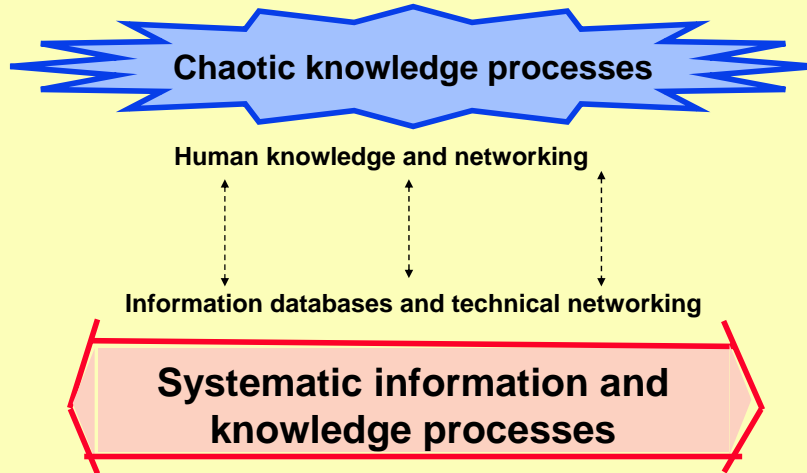 Chaotic knowledge processes
Human knowledge and networking
Information databases and technical networking
Systematic information and
knowledge processes